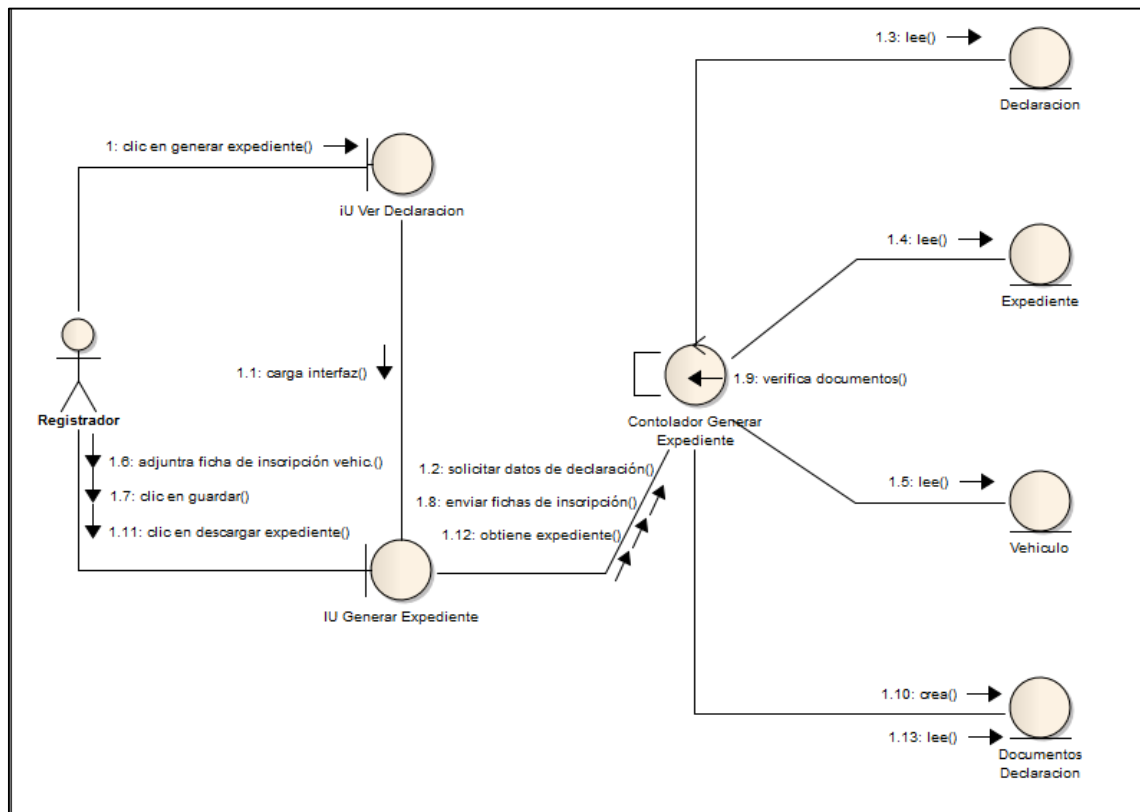 1.3: lee()
Declaracion
1: clic en generar expediente()
iU Ver Declaracion
1.4: lee()
Expediente
1.1: carga interfaz()
1.9: verifica documentos()
Contolador Generar
Expediente
Registrador
1.6: adjuntra ficha de inscripción vehic.()
1.7: clic en guardar()
1.11: clic en descargar expediente()
1.2: solicitar datos de declaración()
1.8: enviar fichas de inscripción()
1.12: obtiene expediente()
1.5: lee()
Vehiculo
IU Generar Expediente
1.10: crea()
1.13: lee()
Documentos
Declaracion